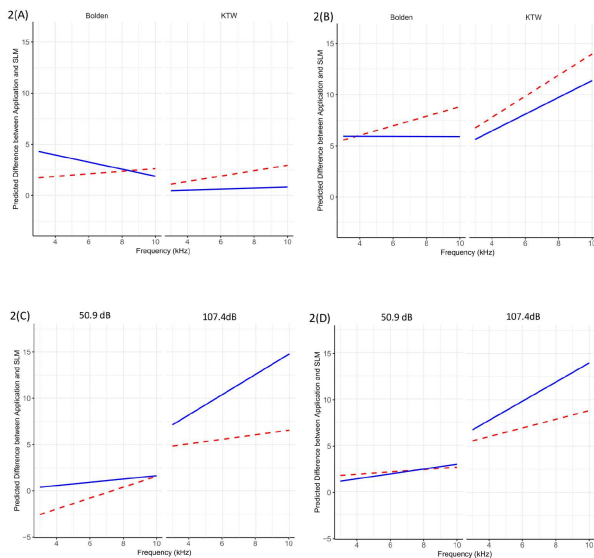 2(A)
Bolden
KTW
Predicted Difference between Application and SLM
15
10
5
0
4
6
8
10
4
6
8
10
Frequency (kHz)
2(B)
Bolden
KTW
Predicted Difference between Application and SLM
15
10
5
0
4
6
8
10
4
6
8
10
Frequency (kHz)
2(C)
50.9 dB
107.4dB
Predicted Difference between Application and SLM
15
10
5
0
−5
4
6
8
10
4
6
8
10
Frequency (kHz)
2(D)
50.9 dB
107.4dB
Predicted Difference between Application and SLM
15
10
5
0
−5
4
6
8
10
4
6
8
10
Frequency (kHz)